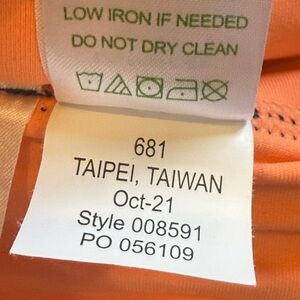 LOW IRON IF NEEDED
DO NOT DRY CLEAN
681
TAIPEI, TAIWAN
Oct-21
Style 008591
PO 056109